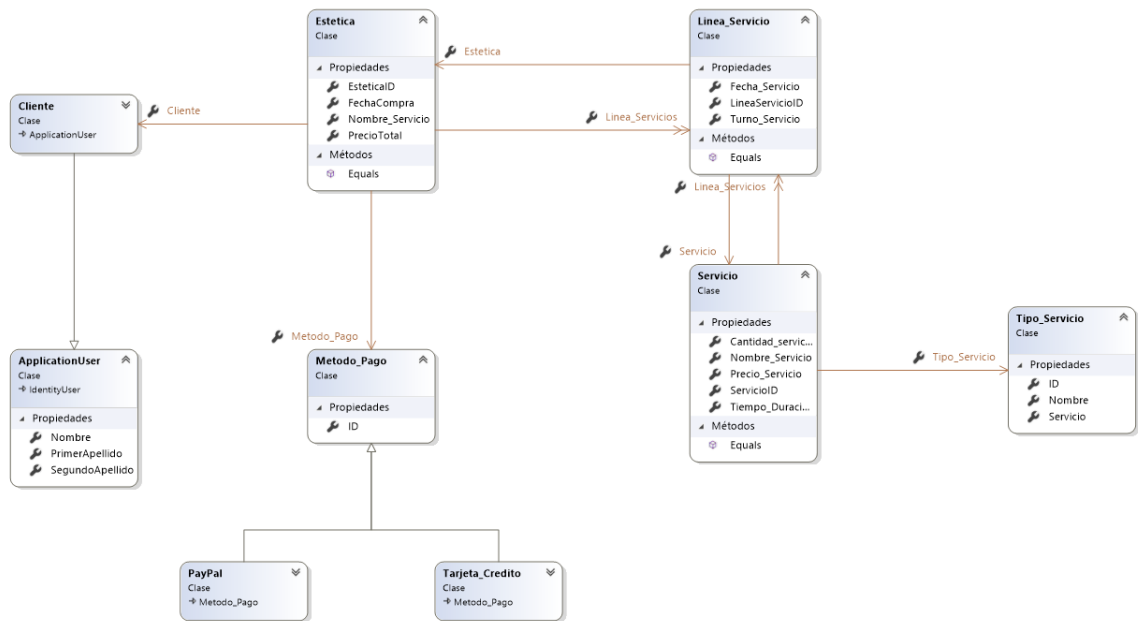 Estetica
Clase
Propiedades
EsteticaID
FechaCompra
Nombre_Servicio
PrecioTotal
Métodos
Equals
Estetica
Linea_Servicios
Linea_Servicio
Clase
Propiedades
Fecha_Servicio
LineaServicioID
Turno_Servicio
Métodos
Equals
Cliente
Clase
ApplicationUser
Cliente
Linea_Servicios
Servicio
Servicio
Clase
Propiedades
Cantidad_servic...
Nombre_Servicio
Precio_Servicio
ServicioID
Tiempo_Duraci...
Métodos
Equals
Tipo_Servicio
Tipo_Servicio
Clase
Propiedades
ID
Nombre
Servicio
ApplicationUser
Clase
IdentityUser
Propiedades
Nombre
PrimerApellido
SegundoApellido
Metodo_Pago
Metodo_Pago
Clase
Propiedades
ID
PayPal
Clase
Metodo_Pago
Tarjeta_Credito
Clase
Metodo_Pago